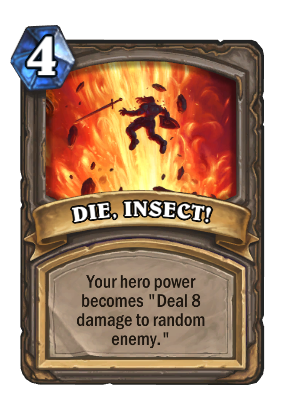 4
DIE, INSECT!
Your hero power
becomes "Deal 8
damage to random
enemy."